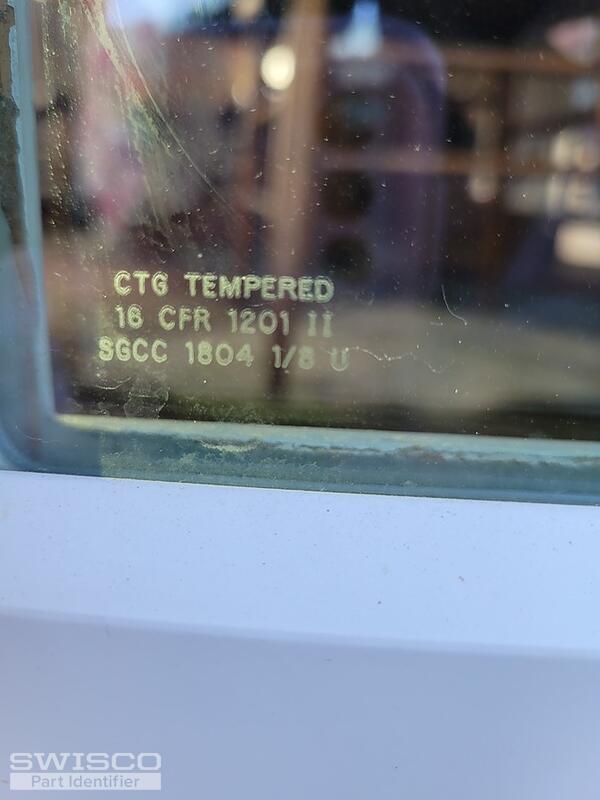 CTG TEMPERED
16 CFR 1201 II
SGCC 1804 1/8 U
SWISCO
Part Identifier